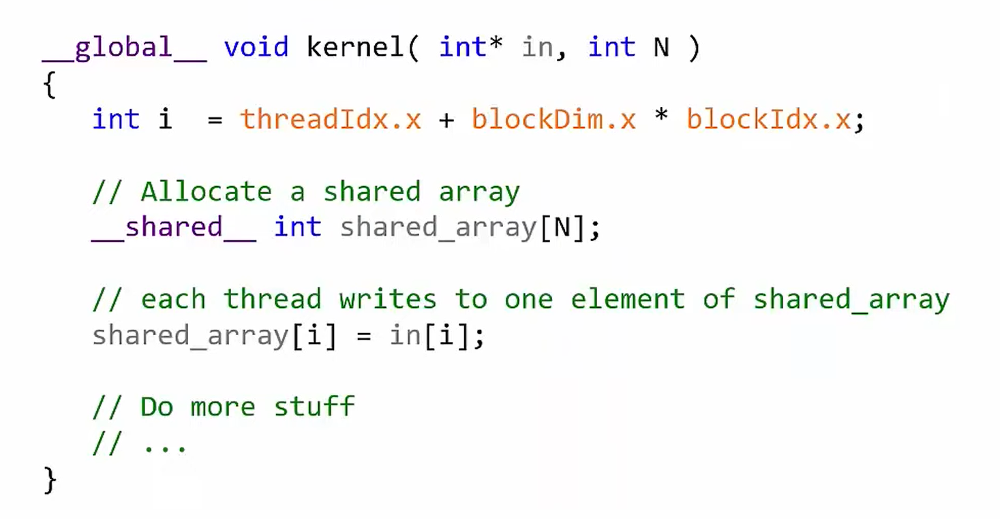 __global__ void kernel( int* in, int N )
{
int i  = threadIdx.x + blockDim.x * blockIdx.x;
// Allocate a shared array
__shared__ int shared_array[N];
// each thread writes to one element of shared_array
shared_array[i] = in[i];
// Do more stuff
// ...
}